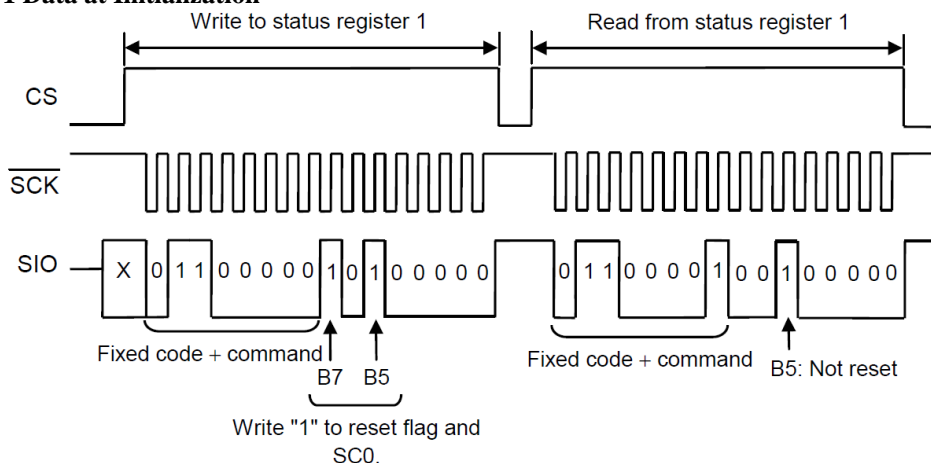 Write to status register 1
Read from status register 1
CS
SCK
SIO
X 0 1 1 0 0 0 0 0 1 0 1 0 0 0 0 0
0 1 1 0 0 0 0 1 0 0 1 0 0 0 0 0
Fixed code + command
B7 B5
Write "1" to reset flag and
SC0.
Fixed code + command
B5: Not reset